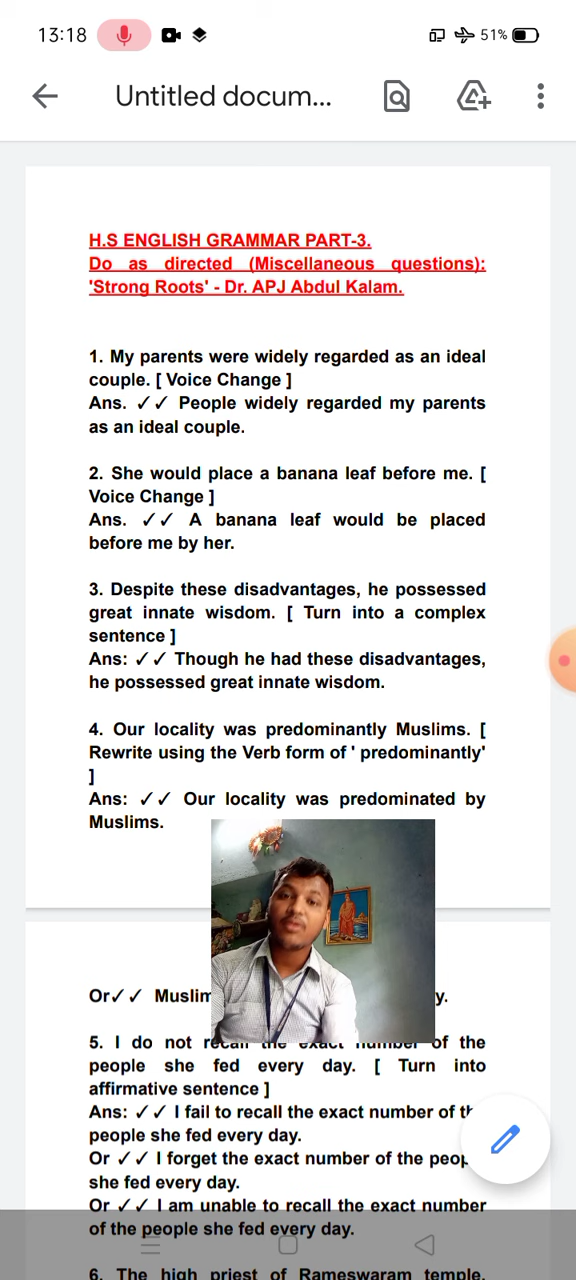 13:18
51%
Untitled docum...
H.S ENGLISH GRAMMAR PART-3.
Do as directed (Miscellaneous questions):
'Strong Roots' - Dr. APJ Abdul Kalam.
1. My parents were widely regarded as an ideal
couple. [ Voice Change ]
Ans. ✓✓ People widely regarded my parents
as an ideal couple.
2. She would place a banana leaf before me. [
Voice Change ]
Ans. ✓✓ A banana leaf would be placed
before me by her.
3. Despite these disadvantages, he possessed
great innate wisdom. [ Turn into a complex
sentence ]
Ans: ✓✓ Though he had these disadvantages,
he possessed great innate wisdom.
4. Our locality was predominantly Muslims. [
Rewrite using the Verb form of ' predominantly'
]
Ans: ✓✓ Our locality was predominated by
Muslims.
Or✓✓ Muslim y.
5. I do not recall the exact number of the
people she fed every day. [ Turn into
affirmative sentence ]
Ans: ✓✓ I fail to recall the exact number of
people she fed every day.
Or ✓✓ I forget the exact number of the
she fed every day.
Or ✓✓ I am unable to recall the exact number
of the people she fed every day.
6. The high priest of Rameswaram temple,